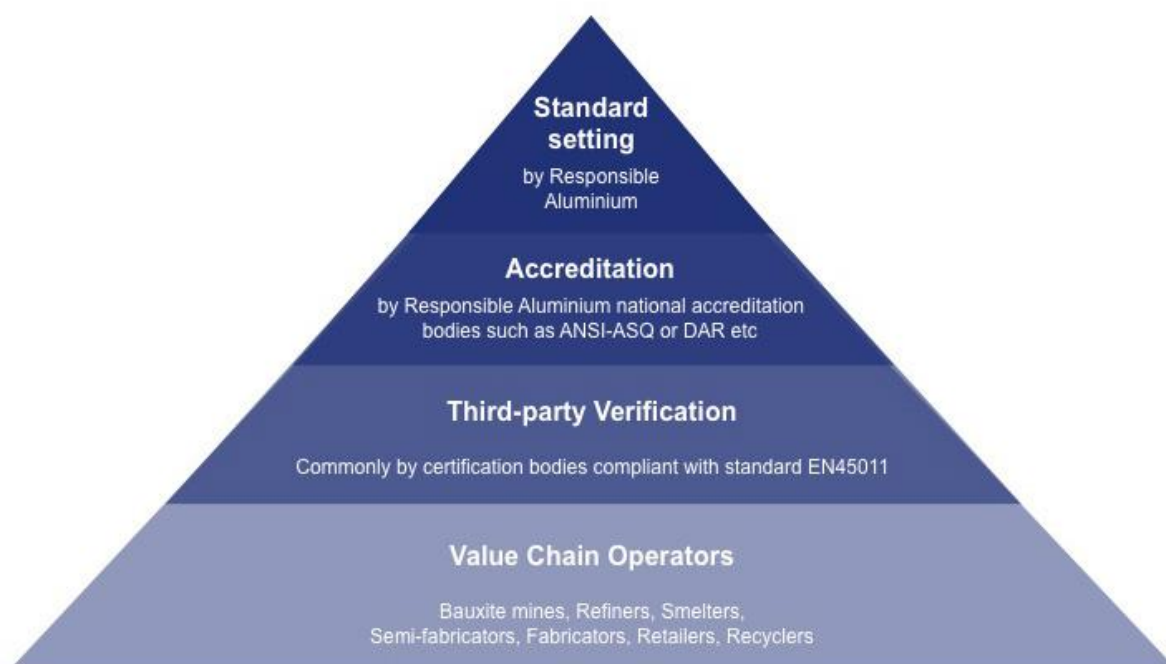 Standard
setting
by Responsible
Aluminium
Accreditation
by Responsible Aluminium national accreditation
bodies such as ANSI-ASQ or DAR etc
Third-party Verification
Commonly by certification bodies compliant with standard EN45011
Value Chain Operators
Bauxite mines, Refiners, Smelters,
Semi-fabricators, Fabricators, Retailers, Recyclers